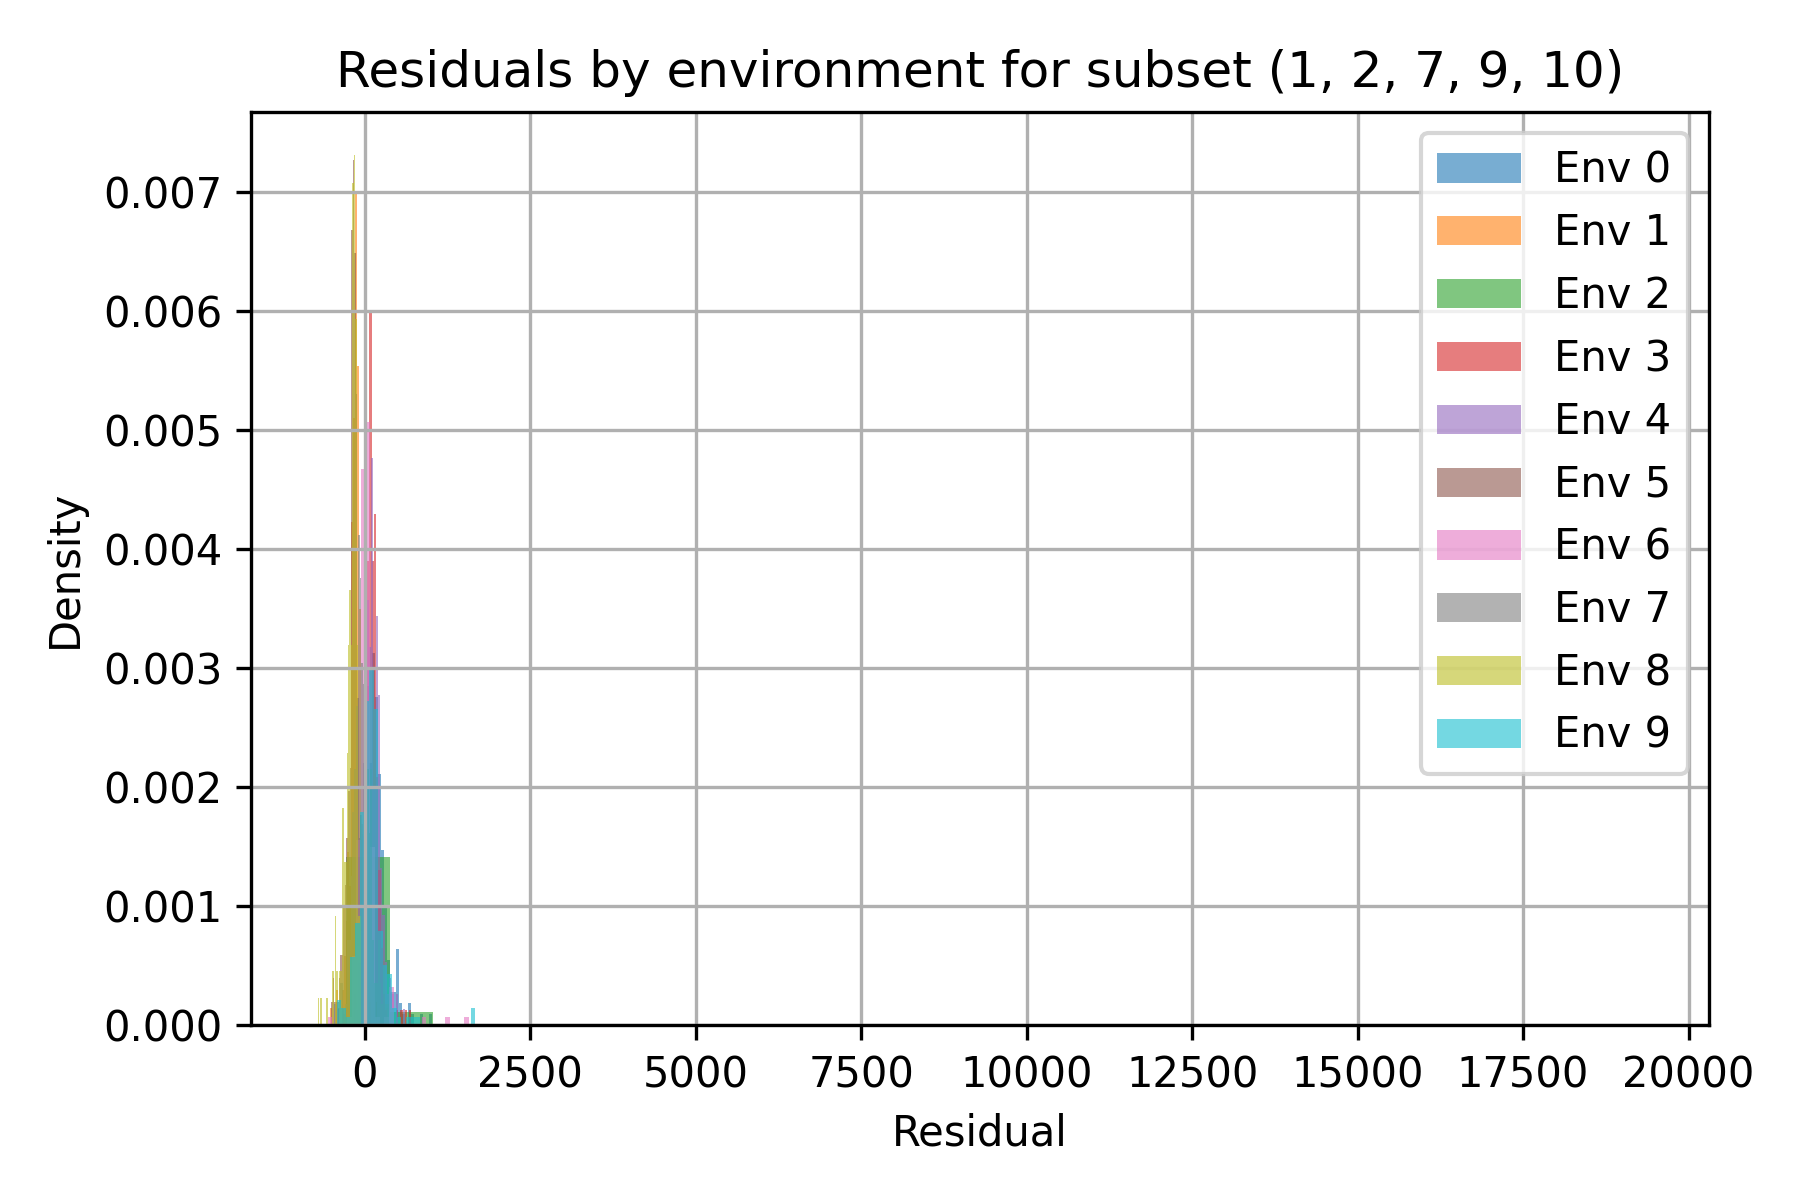 Residuals by environment for subset (1, 2, 7, 9, 10)
Env 0
Env 1
Env 2
Env 3
Env 4
Env 5
Env 6
Env 7
Env 8
Env 9
0.007
0.006
0.005
0.004
0.003
0.002
0.001
0.000
Density
0 2500 5000 7500 10000 12500 15000 17500 20000
Residual